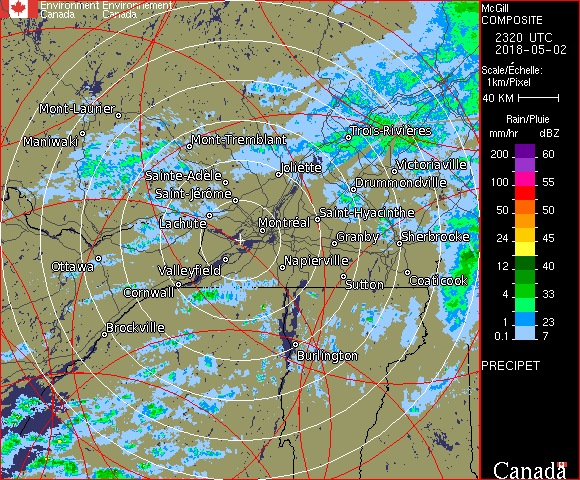 Environment Environnement
Canada Canada
McGill
COMPOSITE
2320 UTC
2018-05-02
Scale/Échelle:
1km/Pixel
40 KM
Rain/Pluie
mm/hr dBZ
200 60
100 55
50 50
24 45
12 40
4 33
1 23
0.1 7
PRECIPET
Canada
Mont-Laurier
Maniwaki
Mont-Tremblant
Trois-Rivières
Joliette
Victoriaville
Sainte-Adèle
Drummondville
Saint-Jérôme
Lachute
Montréal
Saint-Hyacinthe
Granby
Sherbrooke
Ottawa
Valleyfield
Napierville
Cornwall
Sutton
Coaticook
Brockville
Burlington